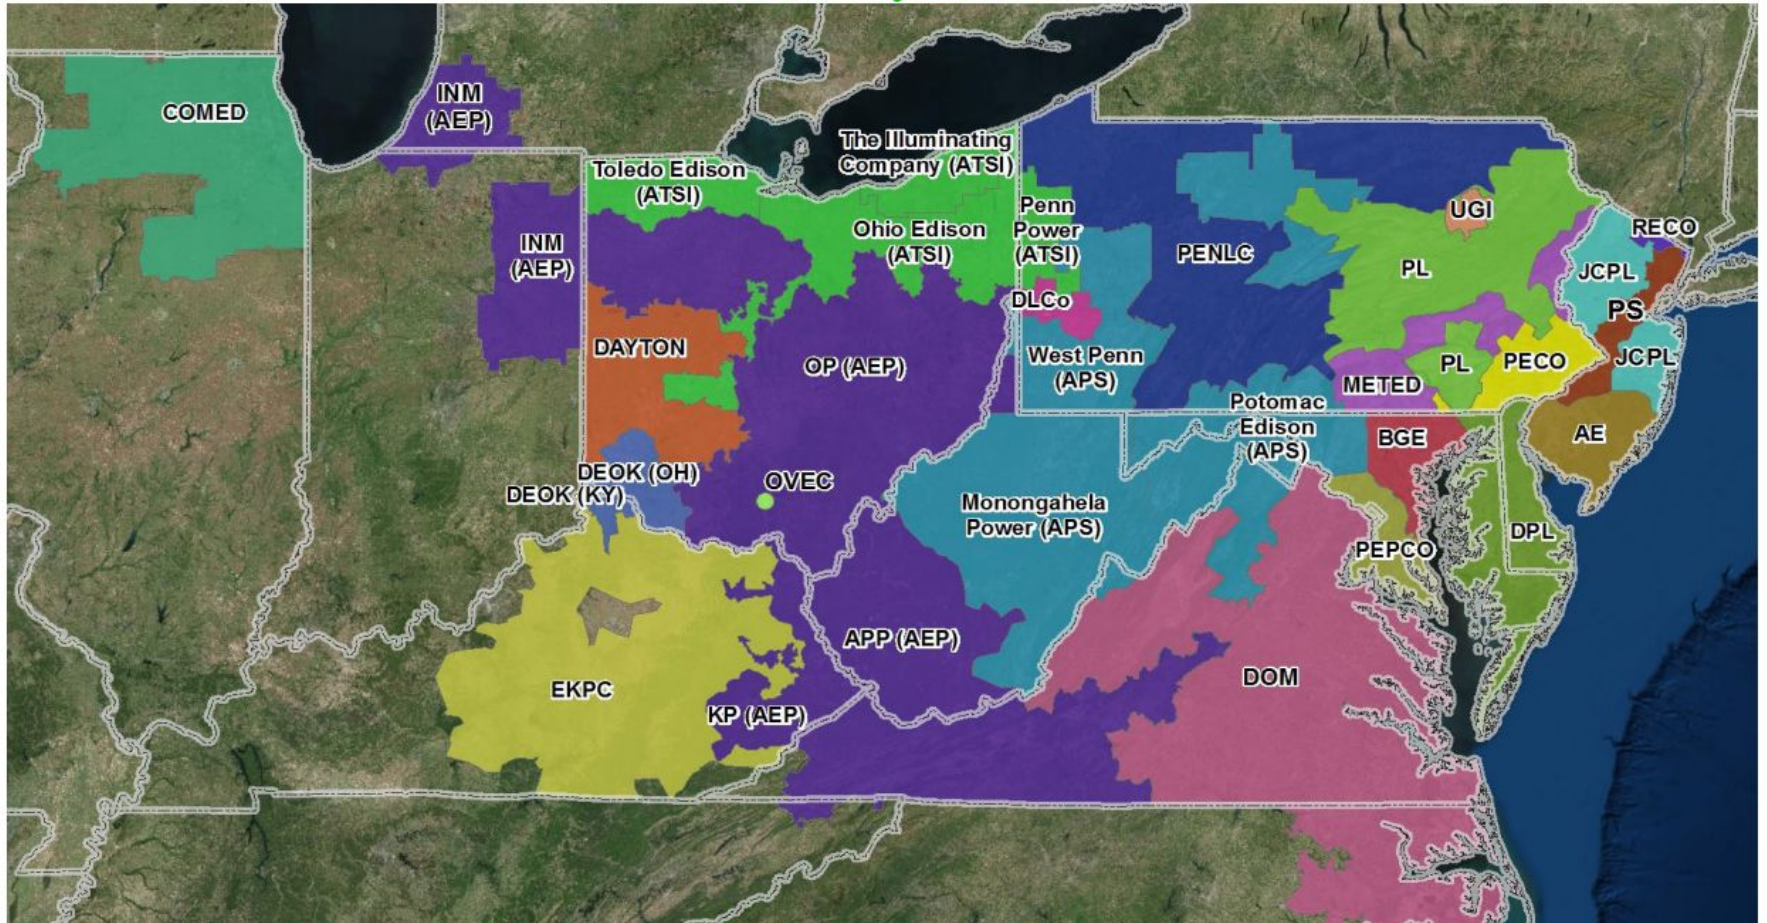 COMED
INM
(AEP)
The Illuminating
Company (ATSI)
Toledo Edison
(ATSI)
Penn
Power
(ATSI)
UGI
RECO
Ohio Edison
(ATSI)
INM
(AEP)
PENLC
PL
JCPL
DLCo
PS
DAYTON
OP (AEP)
West Penn
(APS)
METED
PL
PECO
JCPL
Potomac
Edison
(APS)
BGE
AE
DEOK (OH)
DEOK (KY)
OVEC
Monongahela
Power (APS)
DPL
PEPCO
APP (AEP)
EKPC
DOM
KP (AEP)